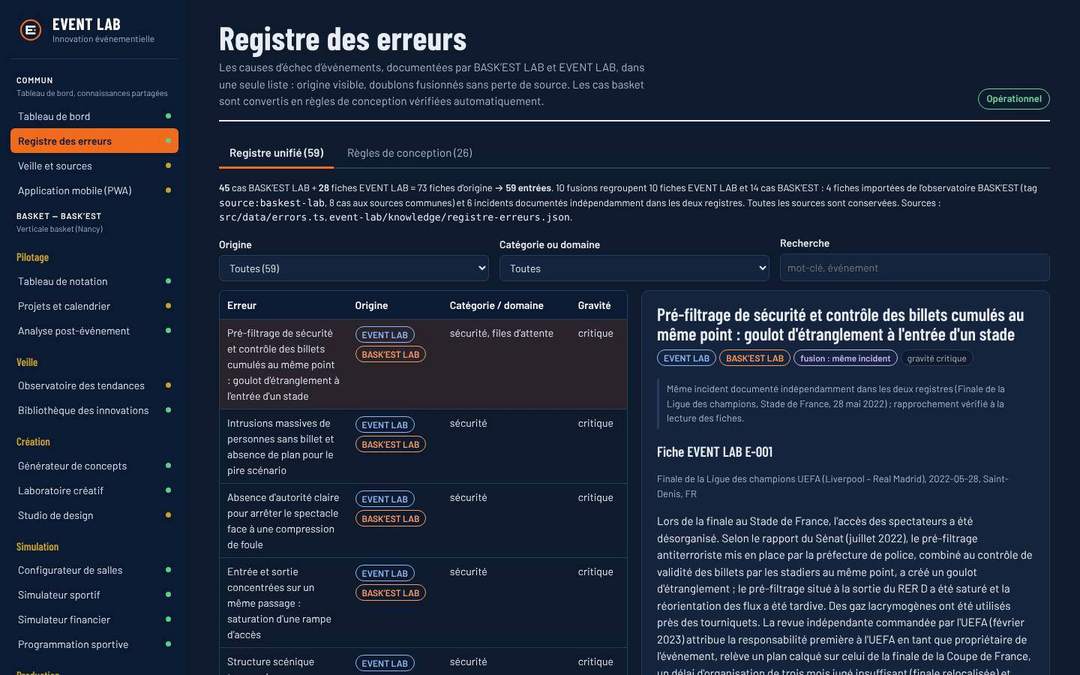 EVENT LAB
Innovation événementielle
COMMUN
Tableau de bord, connaissances partagées
Tableau de bord
Registre des erreurs
Veille et sources
Application mobile (PWA)
BASKET — BASK'EST
Verticale basket (Nancy)
Pilotage
Tableau de notation
Projets et calendrier
Analyse post-événement
Veille
Observatoire des tendances
Bibliothèque des innovations
Création
Générateur de concepts
Laboratoire créatif
Studio de design
Simulation
Configurateur de salles
Simulateur sportif
Simulateur financier
Programmation sportive
Production
Registre des erreurs
Les causes d'échec d'événements, documentées par BASK'EST LAB et EVENT LAB, dans
une seule liste : origine visible, doublons fusionnés sans perte de source. Les cas basket
sont convertis en règles de conception vérifiées automatiquement.
Opérationnel
Registre unifié (59)
Règles de conception (26)
45 cas BASK'EST LAB + 28 fiches EVENT LAB = 73 fiches d'origine → 59 entrées. 10 fusions regroupent 10 fiches EVENT LAB et 14 cas BASK'EST : 4 fiches importées de l'observatoire BASK'EST (tag
source:baskest-lab, 8 cas aux sources communes) et 6 incidents documentés indépendamment dans les deux registres. Toutes les sources sont conservées. Sources :
src/data/errors.ts, event-lab/knowledge/registre-erreurs.json.
Origine
Toutes (59)
Catégorie ou domaine
Toutes
Recherche
mot-clé, événement
Erreur
Origine
Catégorie / domaine
Gravité
Pré-filtrage de sécurité
et contrôle des billets
cumulés au même point
: goulot d'étranglement à
l'entrée d'un stade
EVENT LAB
BASK'EST LAB
sécurité, files d'attente
critique
Intrusions massives de
personnes sans billet et
absence de plan pour le
pire scénario
EVENT LAB
BASK'EST LAB
sécurité
critique
Absence d'autorité claire
pour arrêter le spectacle
face à une compression
de foule
EVENT LAB
BASK'EST LAB
sécurité
critique
Entrée et sortie
concentrées sur un
même passage :
saturation d'une rampe
d'accès
EVENT LAB
BASK'EST LAB
sécurité
critique
Structure scénique
EVENT LAB
sécurité
critique
Pré-filtrage de sécurité et contrôle des billets cumulés au
même point : goulot d'étranglement à l'entrée d'un stade
EVENT LAB
BASK'EST LAB
fusion : même incident
gravité critique
Même incident documenté indépendamment dans les deux registres (Finale de la
Ligue des champions, Stade de France, 28 mai 2022) ; rapprochement vérifié à la
lecture des fiches.
Fiche EVENT LAB E-001
Finale de la Ligue des champions UEFA (Liverpool – Real Madrid), 2022-05-28, Saint-
Denis, FR
Lors de la finale au Stade de France, l'accès des spectateurs a été
désorganisé. Selon le rapport du Sénat (juillet 2022), le pré-filtrage
antiterroriste mis en place par la préfecture de police, combiné au contrôle de
validité des billets par les stadiers au même point, a créé un goulot
d'étranglement ; le pré-filtrage situé à la sortie du RER D a été saturé et la
réorientation des flux a été tardive. Des gaz lacrymogènes ont été utilisés
près des tourniquets. La revue indépendante commandée par l'UEFA (février
2023) attribue la responsabilité première à l'UEFA en tant que propriétaire de
l'événement, relève un plan calqué sur celui de la finale de la Coupe de France,
un délai d'organisation de trois mois jugé insuffisant (finale relocalisée) et